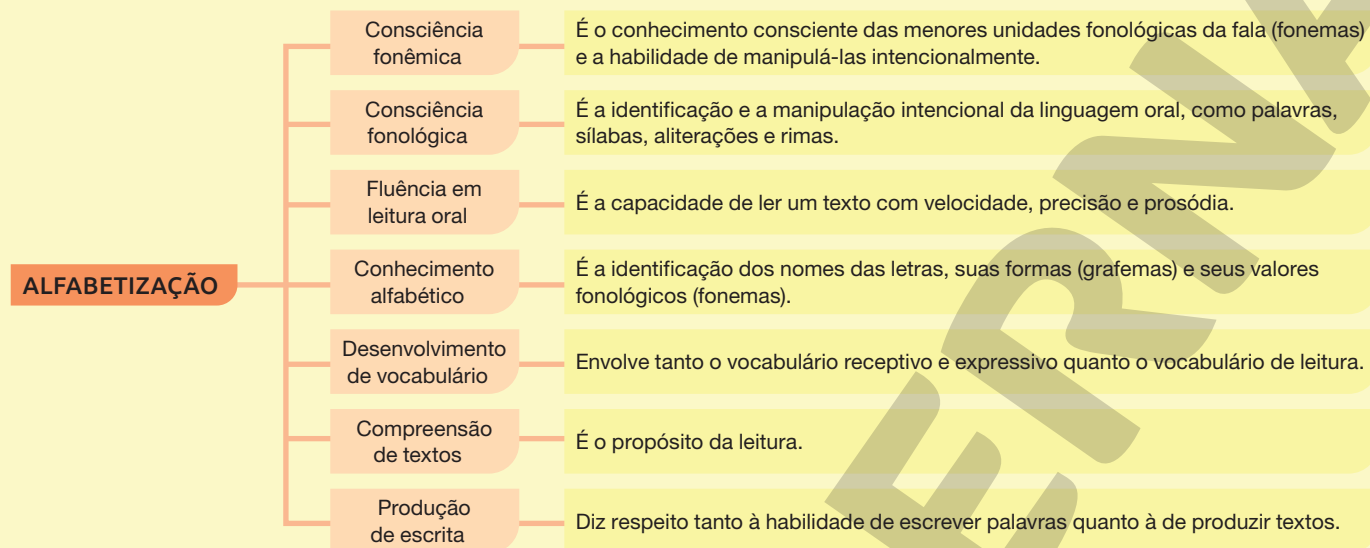 Consciência
fonêmica
É o conhecimento consciente das menores unidades fonológicas da fala (fonemas)
e a habilidade de manipulá-las intencionalmente.
Consciência
fonológica
É a identificação e a manipulação intencional da linguagem oral, como palavras,
sílabas, aliterações e rimas.
Fluência em
leitura oral
É a capacidade de ler um texto com velocidade, precisão e prosódia.
ALFABETIZAÇÃO
Conhecimento
alfabético
É a identificação dos nomes das letras, suas formas (grafemas) e seus valores
fonológicos (fonemas).
Desenvolvimento
de vocabulário
Envolve tanto o vocabulário receptivo e expressivo quanto o vocabulário de leitura.
Compreensão
de textos
É o propósito da leitura.
Produção
de escrita
Diz respeito tanto à habilidade de escrever palavras quanto à de produzir textos.
ERNA